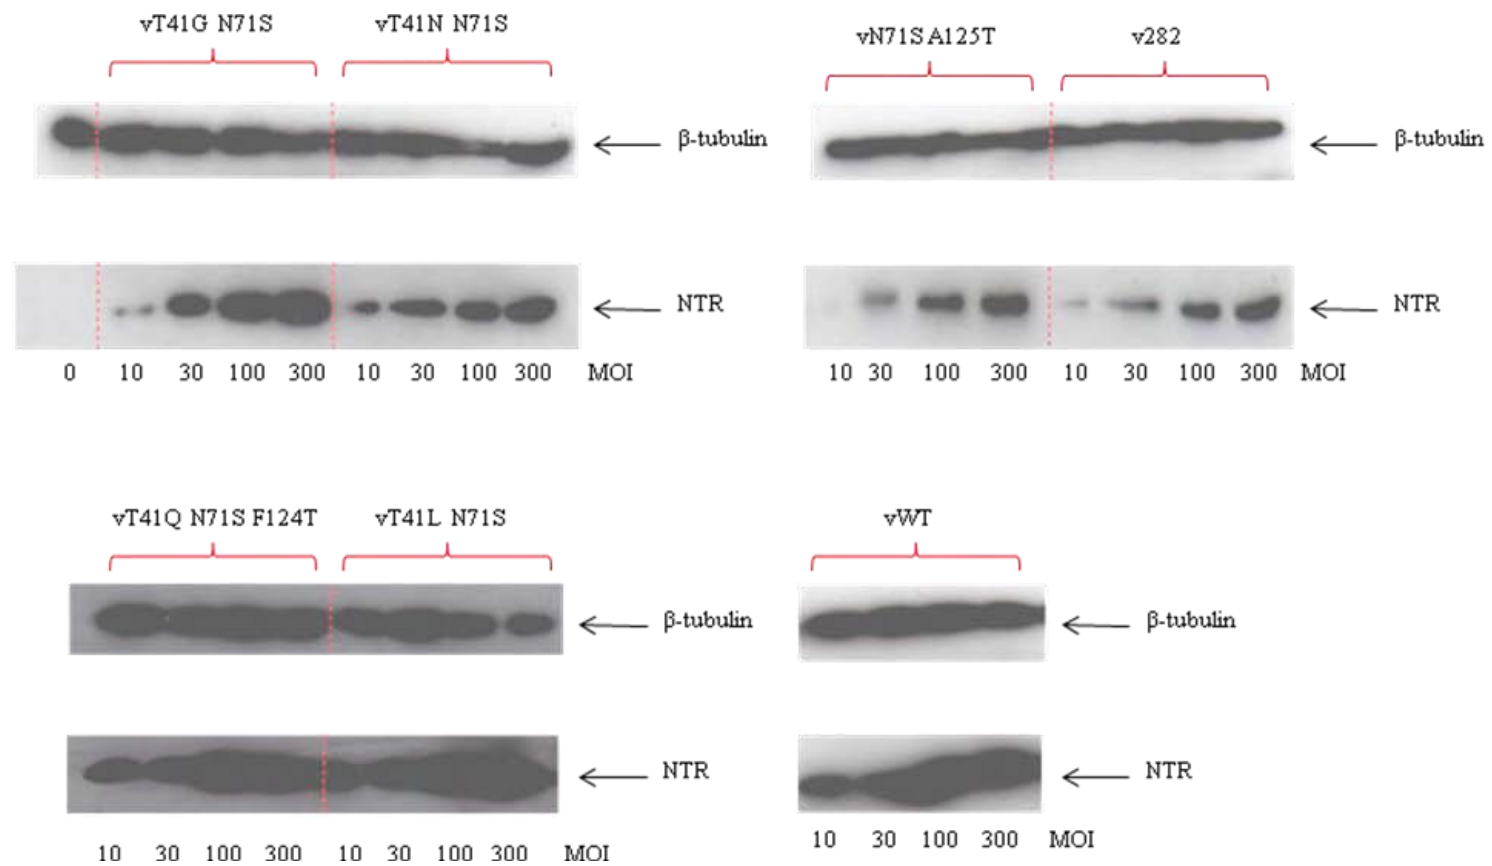 vT41G N71S vT41N N71S
β-tubulin
NTR
0 10 30 100 300 10 30 100 300 MOI
vN71S A125T v282
β-tubulin
NTR
10 30 100 300 10 30 100 300 MOI
vT41Q N71S F124T vT41L N71S
β-tubulin
NTR
10 30 100 300 10 30 100 300 MOI
vWT
β-tubulin
NTR
10 30 100 300 MOI